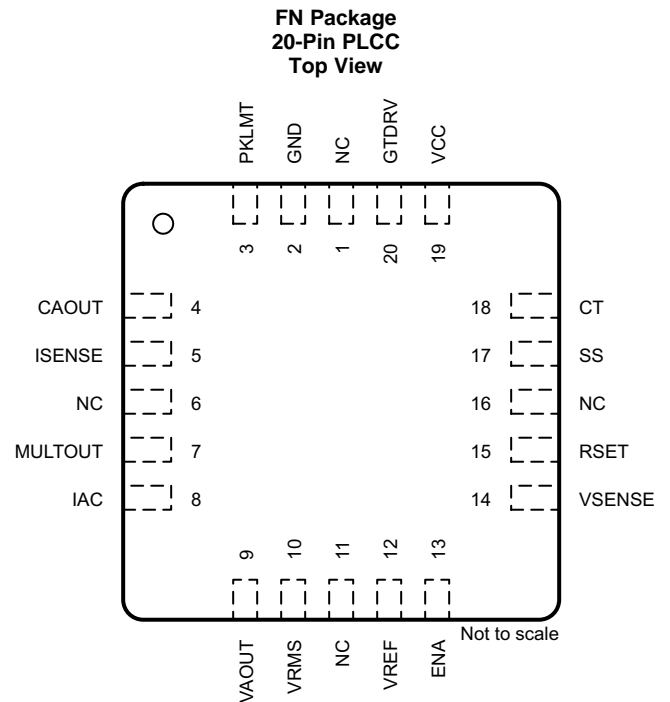 FN Package
20-Pin PLCC
Top View
PKLMT GND NC GTDRV VCC
3 2 1 20 19
CAOUT 4 18 CT
ISENSE 5 17 SS
NC 6 16 NC
MULTOUT 7 15 RSET
IAC 8 14 VSENSE
9 10 11 12 13
VAOUT VRMS NC VREF ENA
Not to scale